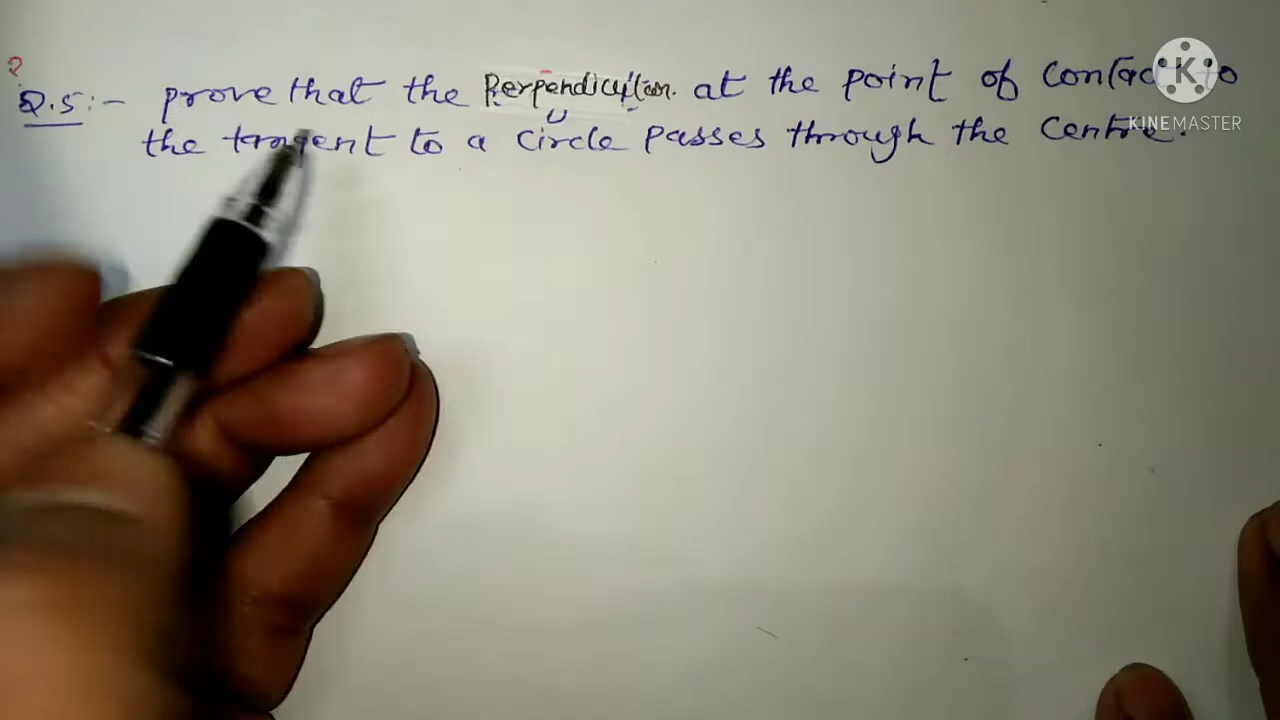 ?
Q.5:- prove that the Perpendicular at the point of contact to
the tangent to a circle passes through the centre.
K
KINEMASTER